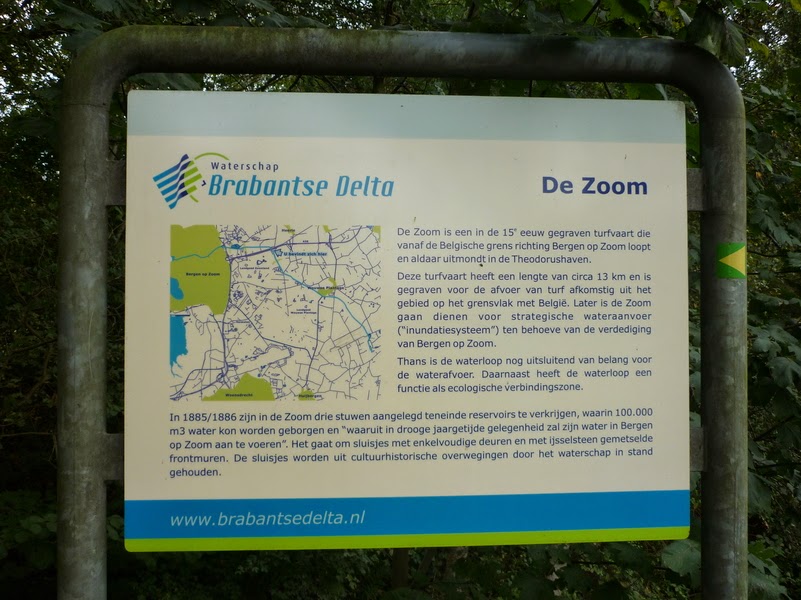 Waterschap
Brabantse Delta
De Zoom
De Zoom is een in de 15e eeuw gegraven turfvaart die
vanaf de Belgische grens richting Bergen op Zoom loopt
en aldaar uitmondt in de Theodorushaven.
Deze turfvaart heeft een lengte van circa 13 km en is
gegraven voor de afvoer van turf afkomstig uit het
gebied op het grensvlak met België. Later is de Zoom
gaan dienen voor strategische wateraanvoer
("inundatiesysteem") ten behoeve van de verdediging
van Bergen op Zoom.
Thans is de waterloop nog uitsluitend van belang voor
de waterafvoer. Daarnaast heeft de waterloop een
functie als ecologische verbindingszone.
Bergen op Zoom
U bevindt zich hier
Woensdrecht
In 1885/1886 zijn in de Zoom drie stuwen aangelegd teneinde reservoirs te verkrijgen, waarin 100.000
m3 water kon worden geborgen en "waaruit in drooge jaargetijde gelegenheid zal zijn water in Bergen
op Zoom aan te voeren". Het gaat om sluisjes met enkelvoudige deuren en met ijsselsteen gemetselde
frontmuren. De sluisjes worden uit cultuurhistorische overwegingen door het waterschap in stand
gehouden.
www.brabantsedelta.nl